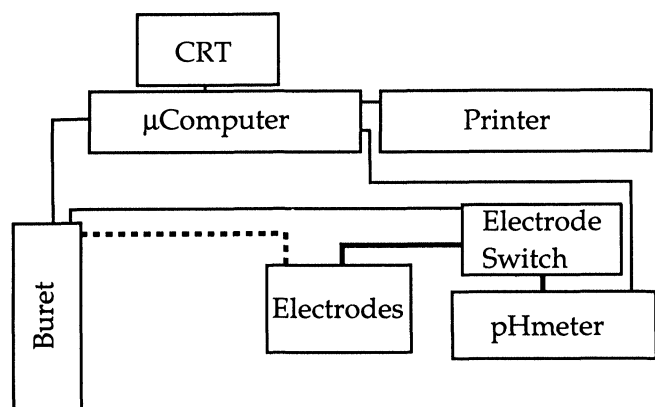 CRT
µComputer
Printer
Electrode
Switch
Buret
Electrodes
pHmeter